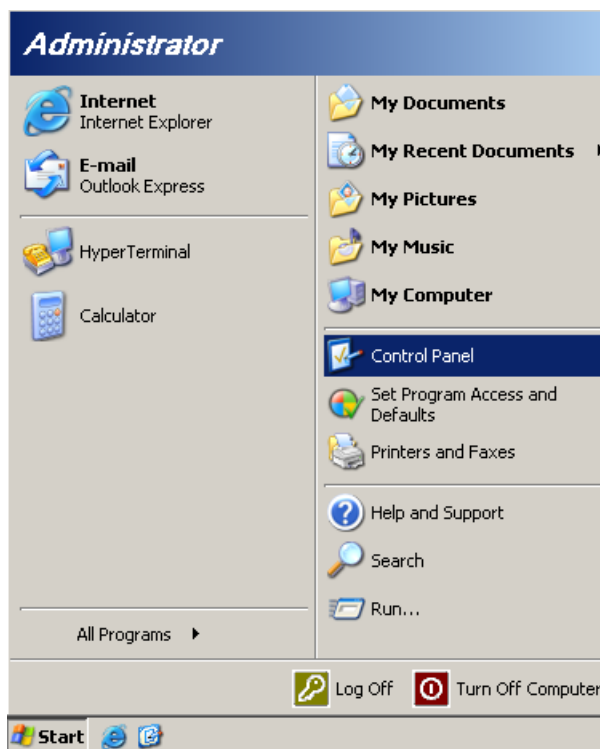 Administrator
Internet
Internet Explorer
E-mail
Outlook Express
HyperTerminal
Calculator
All Programs
My Documents
My Recent Documents
My Pictures
My Music
My Computer
Control Panel
Set Program Access and
Defaults
Printers and Faxes
Help and Support
Search
Run...
Log Off
Turn Off Computer
Start